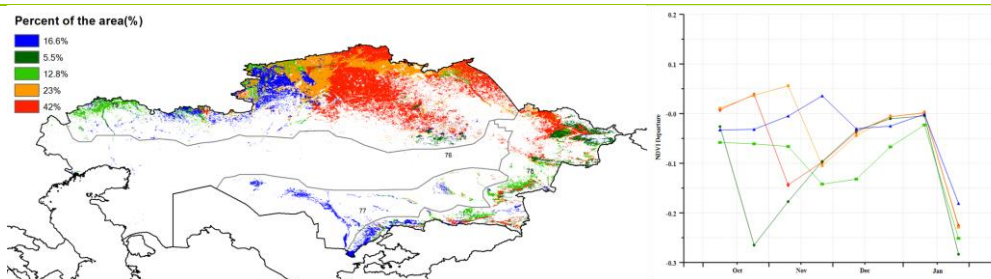 Percent of the area(%)
16.6%
5.5%
12.8%
23%
42%
76
78
77
NDVI Departure
0.2
0.1
-0.0
-0.1
-0.2
-0.3
Oct
Nov
Dec
Jan